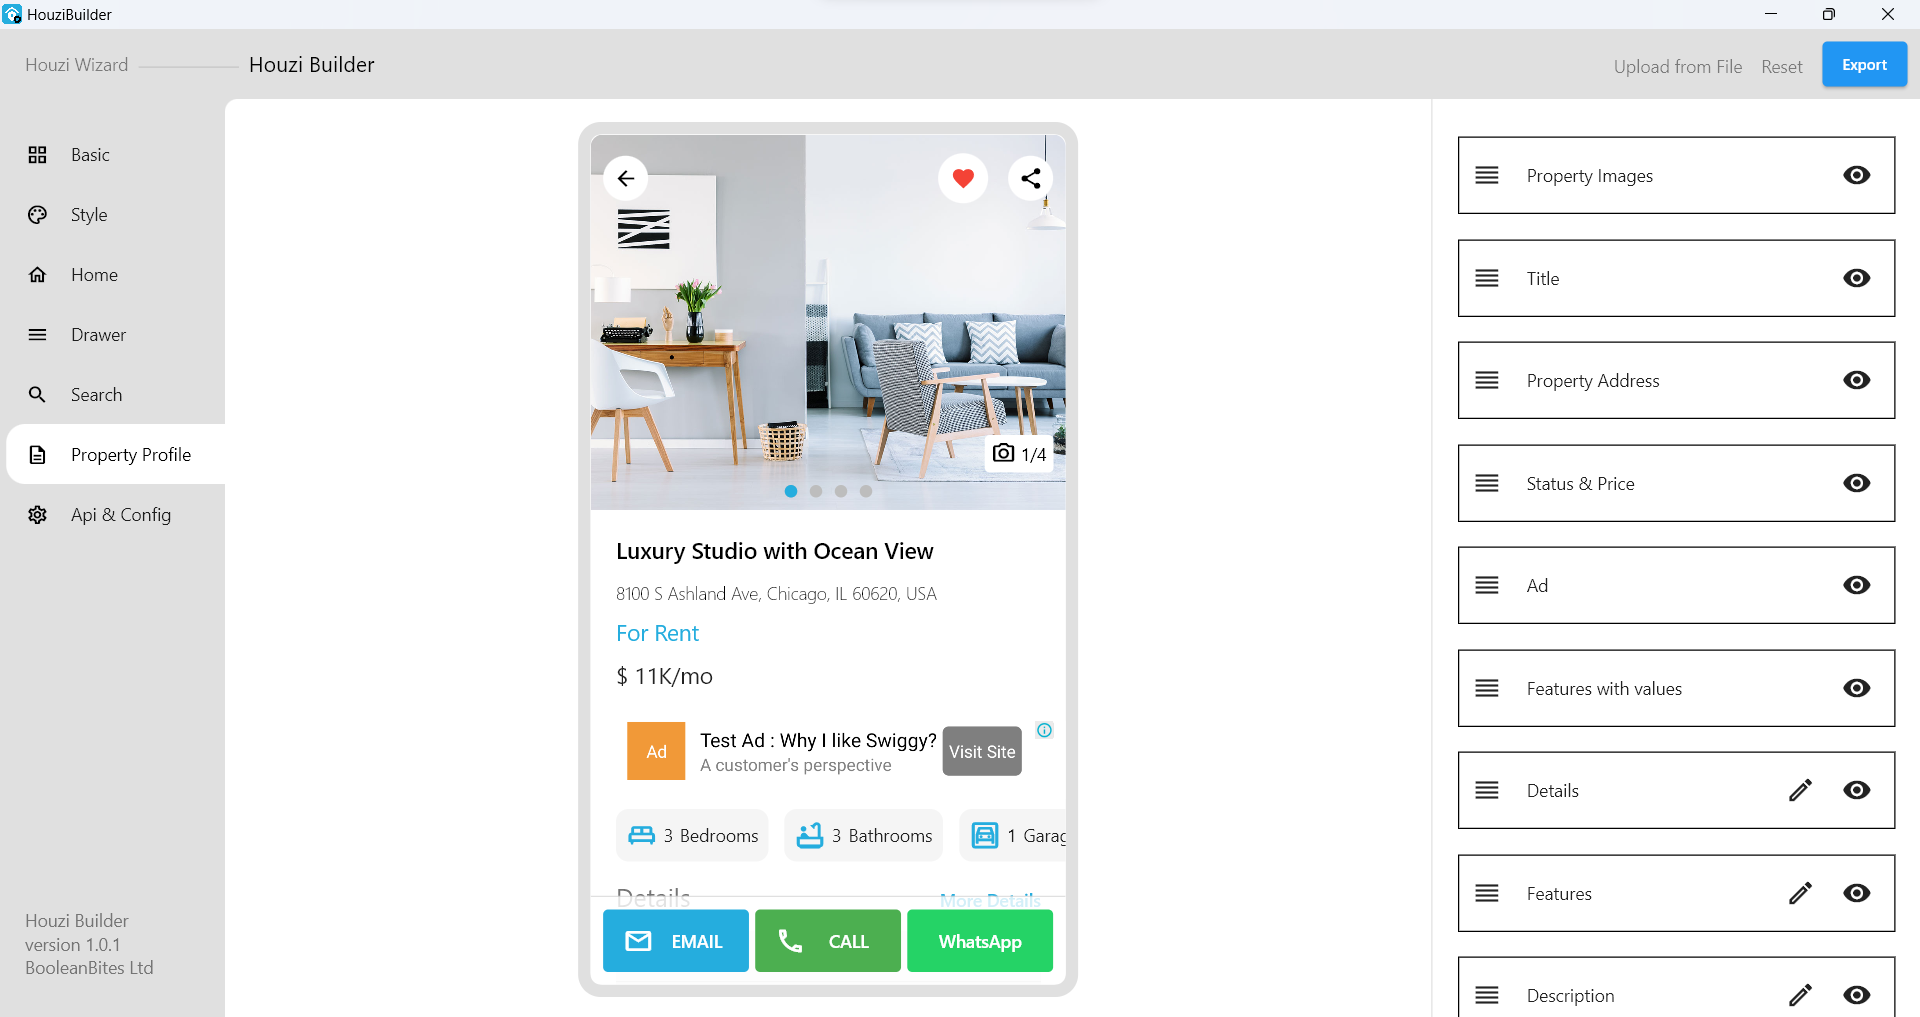 HouziBuilder
Houzi Wizard
Houzi Builder
Upload from File
Reset
Export
Basic
Style
Home
Drawer
Search
Property Profile
Api & Config
Houzi Builder
version 1.0.1
BooleanBites Ltd
1/4
Luxury Studio with Ocean View
8100 S Ashland Ave, Chicago, IL 60620, USA
For Rent
$ 11K/mo
Ad
Test Ad : Why I like Swiggy?
A customer's perspective
Visit Site
3 Bedrooms
3 Bathrooms
1 Garag
Details
More Details
EMAIL
CALL
WhatsApp
Property Images
Title
Property Address
Status & Price
Ad
Features with values
Details
Features
Description